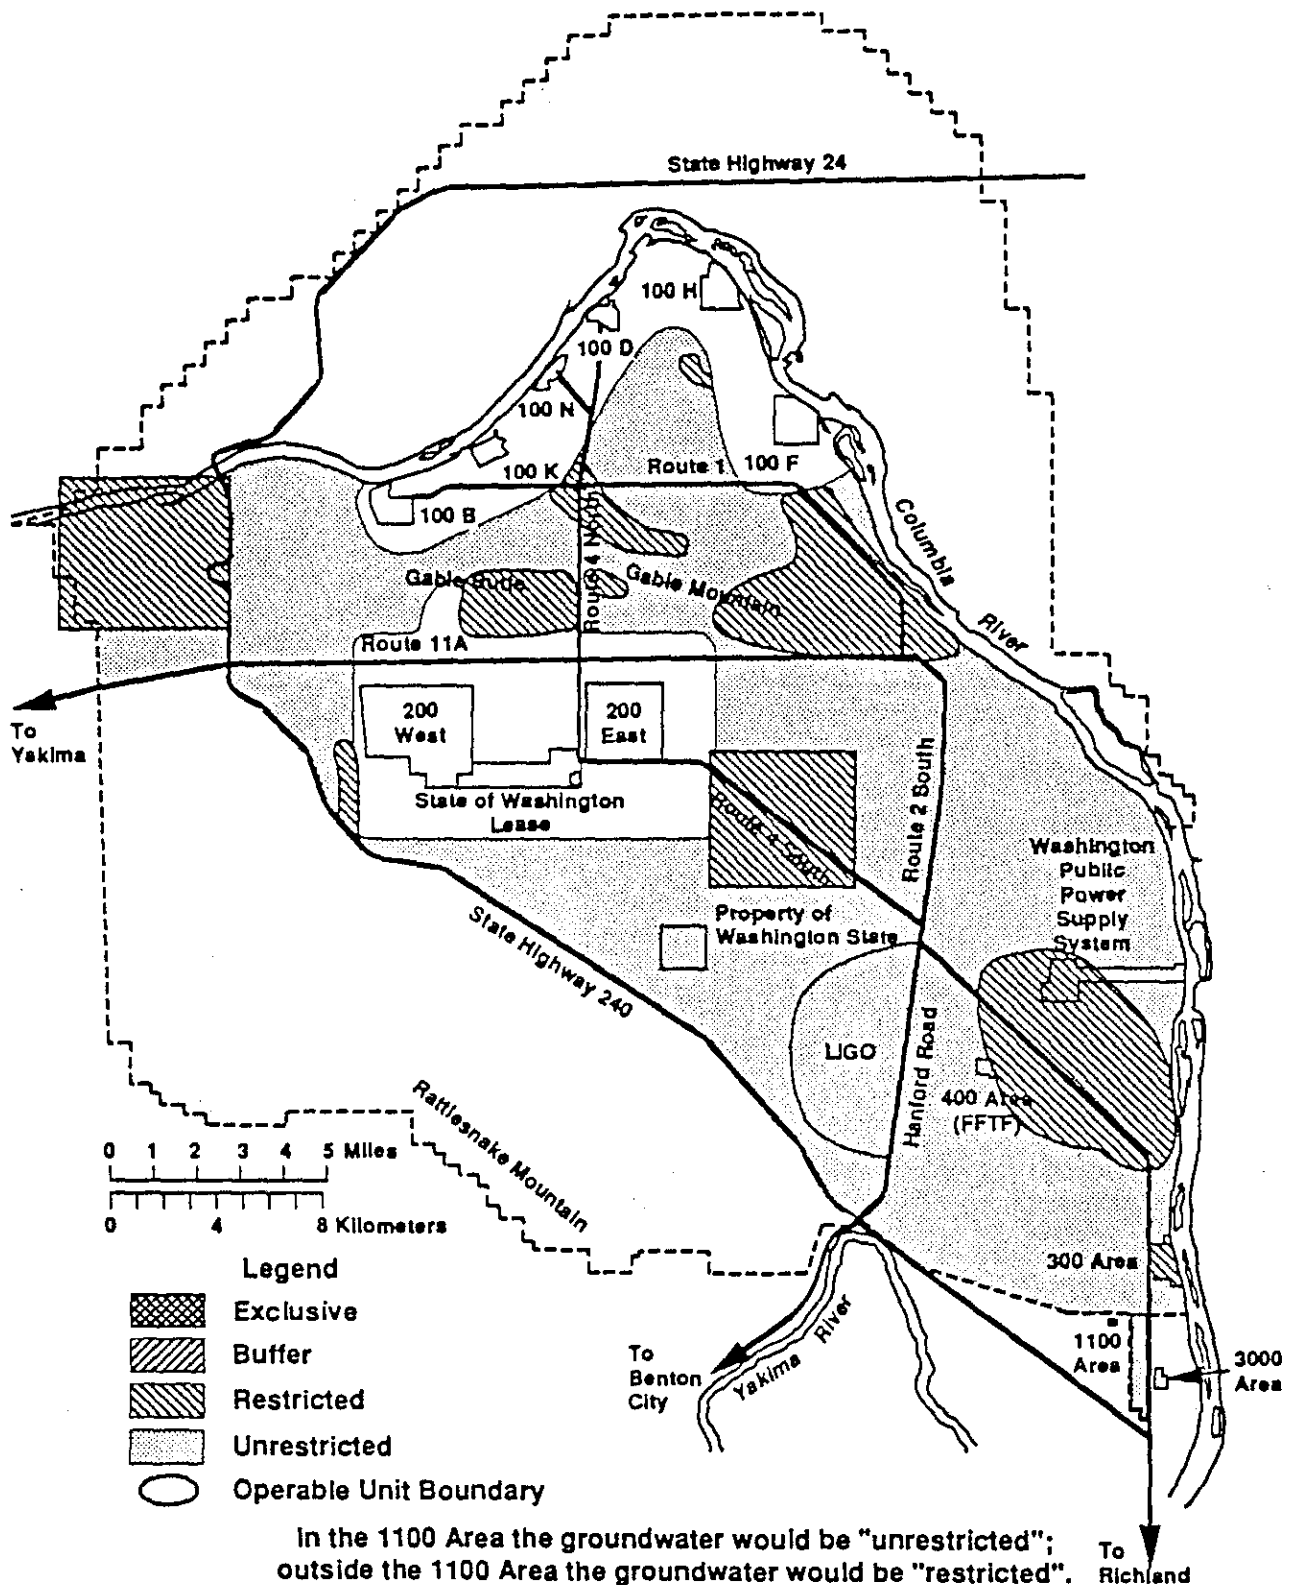 State Highway 24
100 H
100 D
100 N
100 K
Route 1
100 F
100 B
Columbia
River
Route 4 North
Gable Butte
Gable Mountain
Route 11A
To
Yakima
200
West
200
East
State of Washington
Lease
Route 4 South
Route 2 South
Washington
Public
Power
Supply
System
Property of
Washington State
State Highway 240
LIGO
Hanford Road
400 Area
(FFTF)
Rattlesnake Mountain
0 1 2 3 4 5 Miles
0 4 8 Kilometers
300 Area
Legend
Exclusive
Buffer
Restricted
Unrestricted
Operable Unit Boundary
To
Benton
City
Yakima River
1100
Area
3000
Area
In the 1100 Area the groundwater would be "unrestricted";
outside the 1100 Area the groundwater would be "restricted".
To
Richland